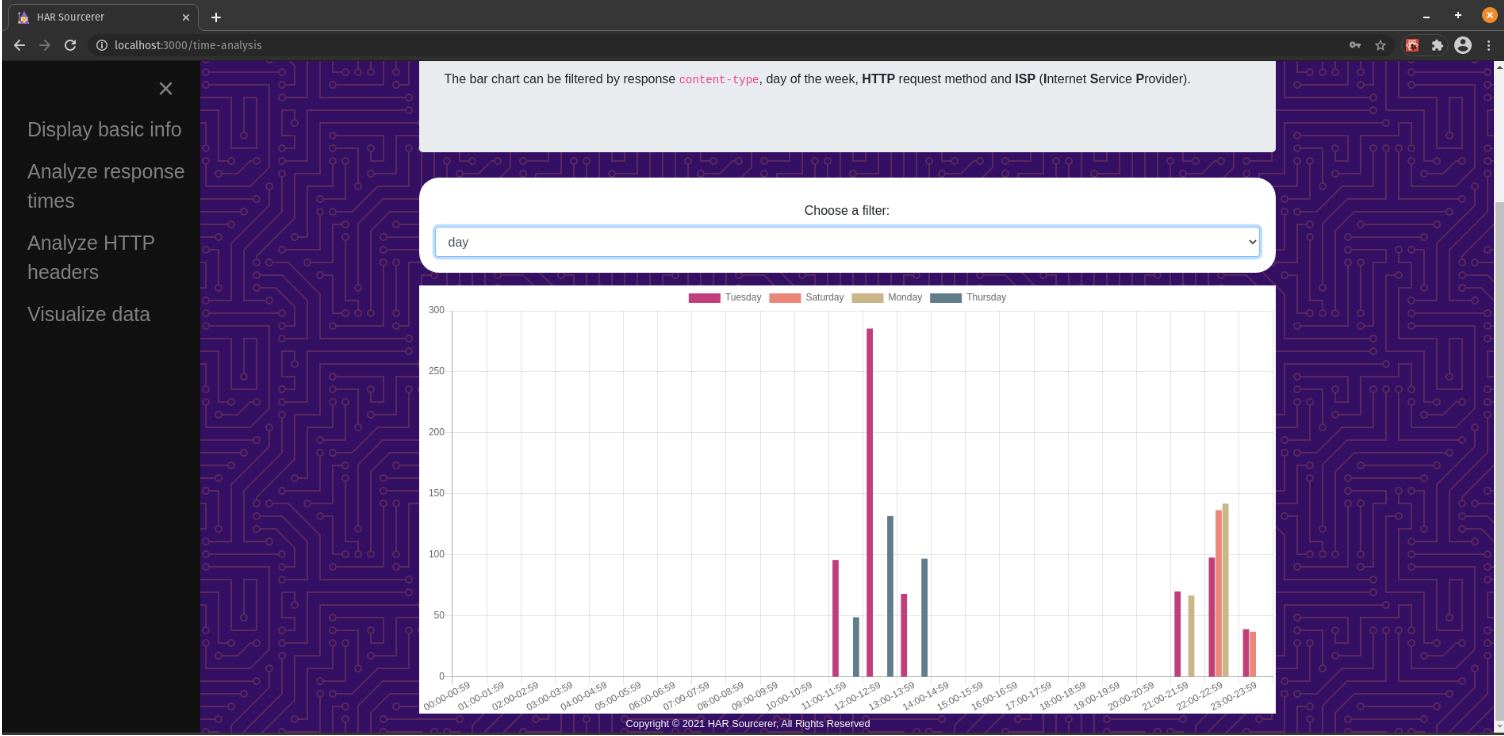 HAR Sourcerer
localhost:3000/time-analysis
The bar chart can be filtered by response content-type, day of the week, HTTP request method and ISP (Internet Service Provider).
Display basic info
Analyze response
times
Analyze HTTP
headers
Visualize data
Choose a filter:
day
Tuesday Saturday Monday Thursday
300
250
200
150
100
50
0
00:00-00:59 01:00-01:59 02:00-02:59 03:00-03:59 04:00-04:59 05:00-05:59 06:00-06:59 07:00-07:59 08:00-08:59 09:00-09:59 10:00-10:59 11:00-11:59 12:00-12:59 13:00-13:59 14:00-14:59 15:00-15:59 16:00-16:59 17:00-17:59 18:00-18:59 19:00-19:59 20:00-20:59 21:00-21:59 22:00-22:59 23:00-23:59
Copyright © 2021 HAR Sourcerer, All Rights Reserved